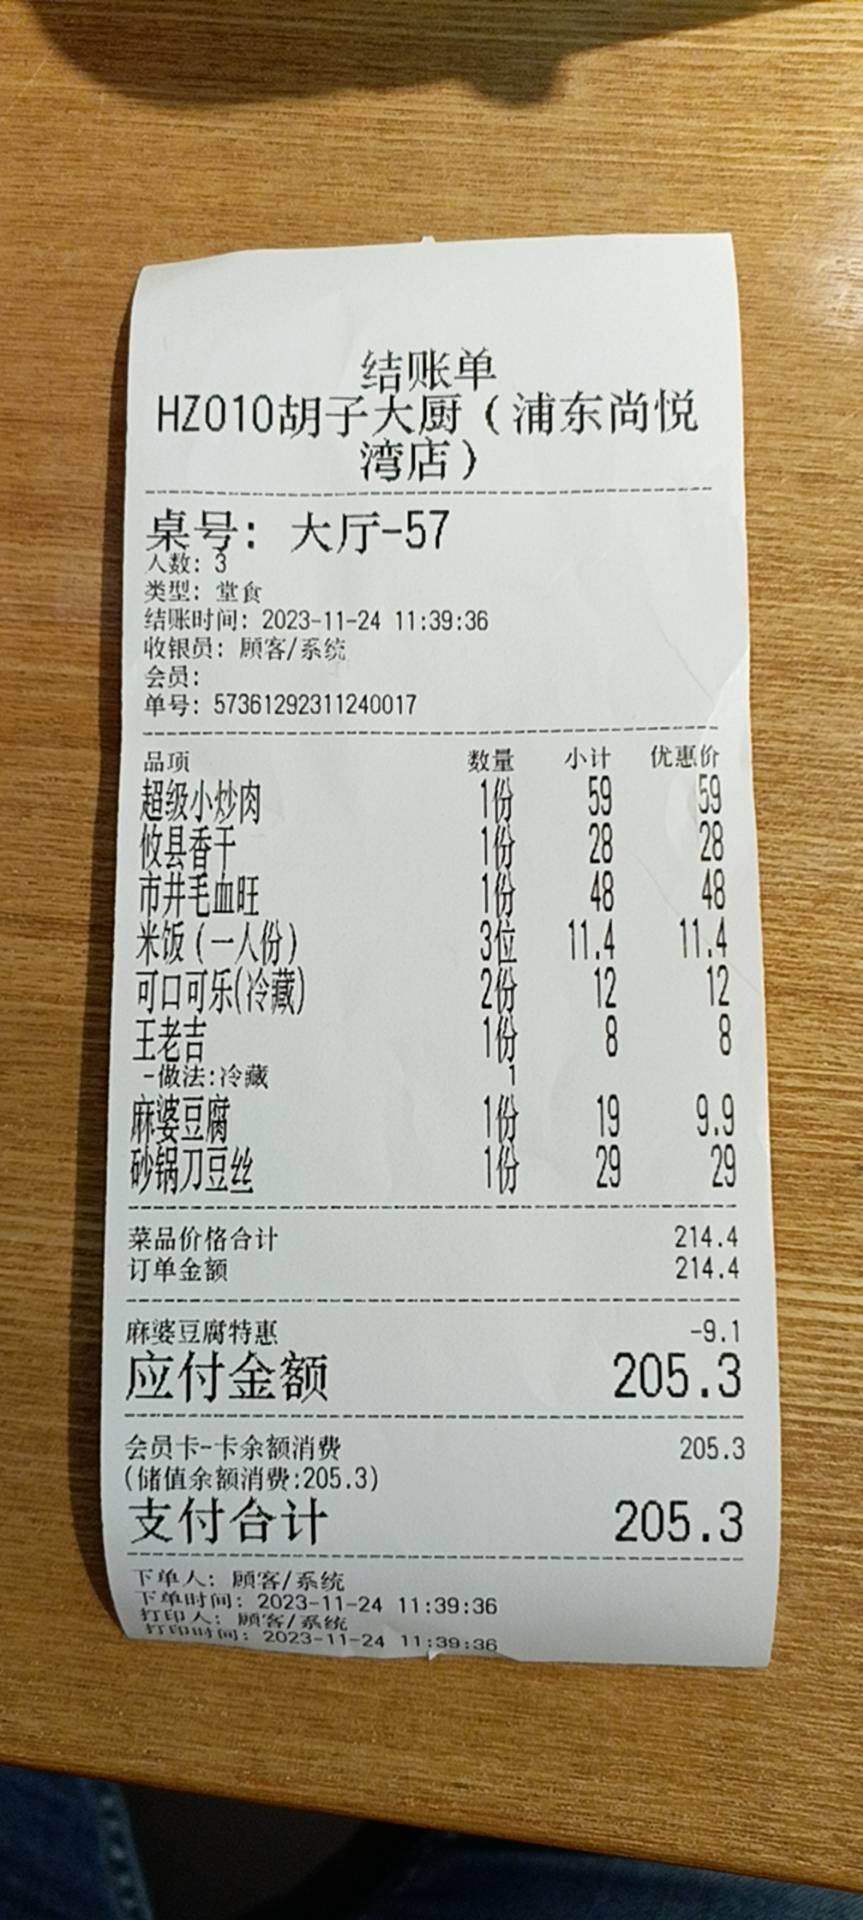 结账单
HZ010胡子大厨（浦东尚悦
湾店）
桌号: 大厅-57
人数: 3
类型: 堂食
结账时间: 2023-11-24 11:39:36
收银员: 顾客/系统
会员:
单号: 57361292311240017
品项 数量 小计 优惠价
超级小炒肉 1份 59 59
攸县香干 1份 28 28
市井毛血旺 1份 48 48
米饭（一人份） 3位 11.4 11.4
可口可乐(冷藏) 2份 12 12
王老吉 1份 8 8
-做法:冷藏 1
麻婆豆腐 1份 19 9.9
砂锅刀豆丝 1份 29 29
菜品价格合计 214.4
订单金额 214.4
麻婆豆腐特惠 -9.1
应付金额 205.3
会员卡-卡余额消费 205.3
(储值余额消费:205.3)
支付合计 205.3
下单人: 顾客/系统
下单时间: 2023-11-24 11:39:36
打印人: 顾客/系统
打印时间: 2023-11-24 11:39:36